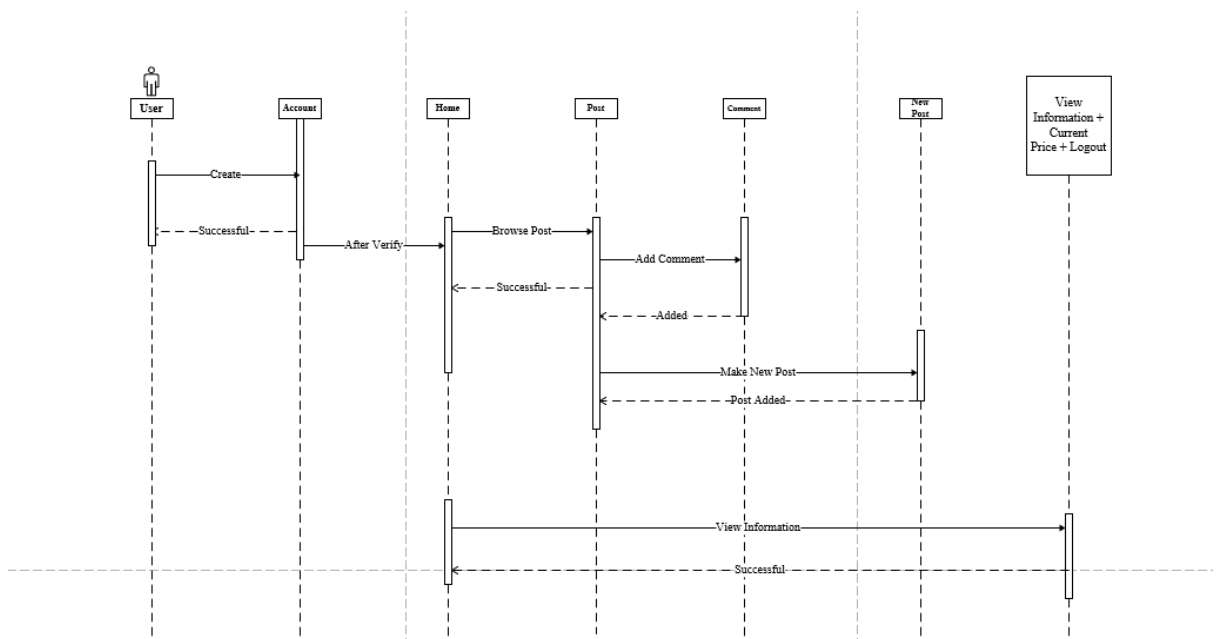 User
Account
Home
Post
Comment
New
Post
View
Information +
Current
Price + Logout
Create
Successful
After Verify
Browse Post
Add Comment
Successful
Added
Make New Post
Post Added
View Information
Successful